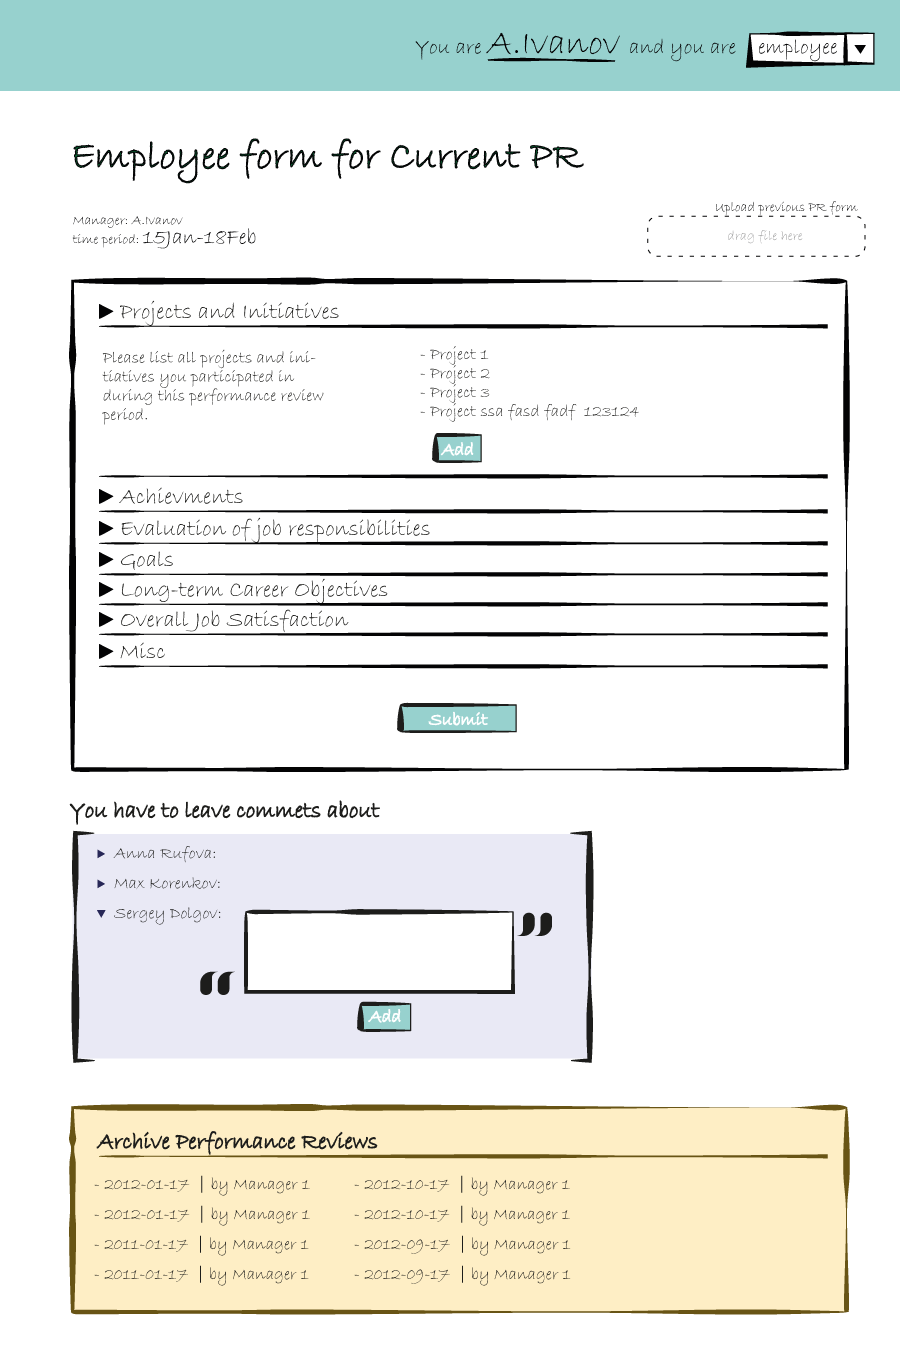 You are A.Ivanov and you are employee
Employee form for Current PR
Upload previous PR form
Manager: A.Ivanov
time period: 15Jan-18Feb
drag file here
Projects and Initiatives
Please list all projects and ini-
tiatives you participated in
during this performance review
period.
- Project 1
- Project 2
- Project 3
- Project ssa fasd fadf 123124
Add
Achievments
Evaluation of job responsibilities
Goals
Long-term Career Objectives
Overall Job Satisfaction
Misc
Submit
You have to leave commets about
Anna Rufova:
Max Korenkov:
Sergey Dolgov:
“ ”
Add
Archive Performance Reviews
- 2012-01-17 | by Manager 1
- 2012-01-17 | by Manager 1
- 2011-01-17 | by Manager 1
- 2011-01-17 | by Manager 1
- 2012-10-17 | by Manager 1
- 2012-10-17 | by Manager 1
- 2012-09-17 | by Manager 1
- 2012-09-17 | by Manager 1